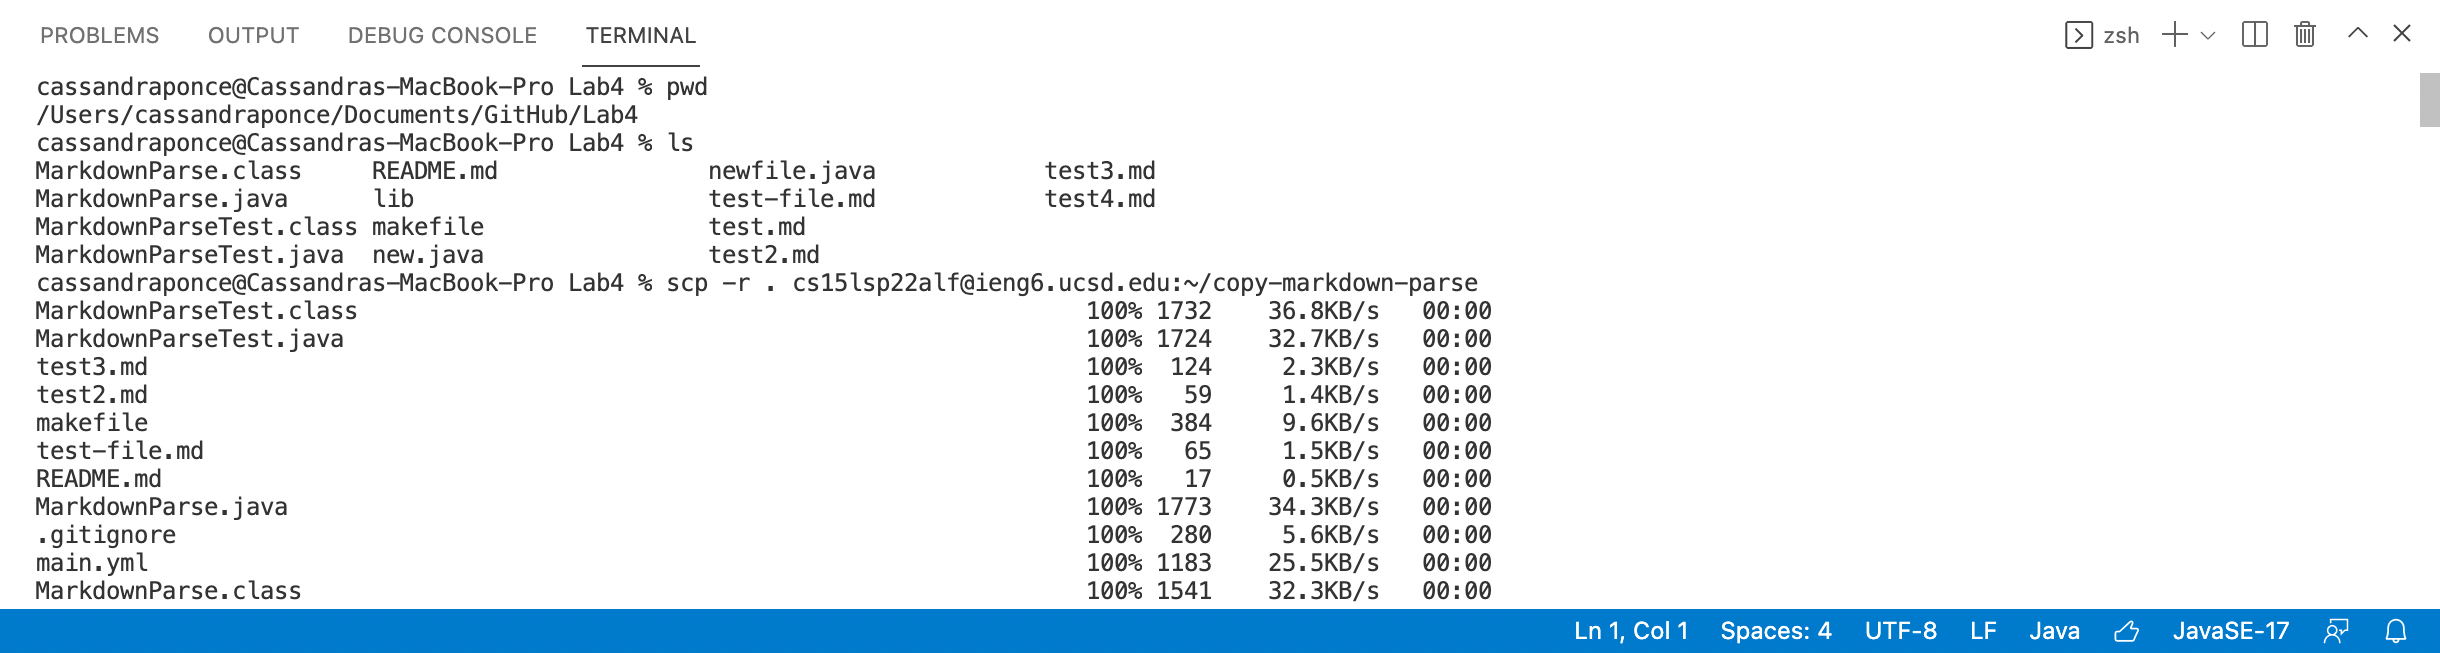 PROBLEMS OUTPUT DEBUG CONSOLE TERMINAL zsh
cassandraponce@Cassandras-MacBook-Pro Lab4 % pwd
/Users/cassandraponce/Documents/GitHub/Lab4
cassandraponce@Cassandras-MacBook-Pro Lab4 % ls
MarkdownParse.class README.md newfile.java test3.md
MarkdownParse.java lib test-file.md test4.md
MarkdownParseTest.class makefile test.md
MarkdownParseTest.java new.java test2.md
cassandraponce@Cassandras-MacBook-Pro Lab4 % scp -r . cs15lsp22alf@ieng6.ucsd.edu:~/copy-markdown-parse
MarkdownParseTest.class 100% 1732 36.8KB/s 00:00
MarkdownParseTest.java 100% 1724 32.7KB/s 00:00
test3.md 100% 124 2.3KB/s 00:00
test2.md 100% 59 1.4KB/s 00:00
makefile 100% 384 9.6KB/s 00:00
test-file.md 100% 65 1.5KB/s 00:00
README.md 100% 17 0.5KB/s 00:00
MarkdownParse.java 100% 1773 34.3KB/s 00:00
.gitignore 100% 280 5.6KB/s 00:00
main.yml 100% 1183 25.5KB/s 00:00
MarkdownParse.class 100% 1541 32.3KB/s 00:00
Ln 1, Col 1 Spaces: 4 UTF-8 LF Java JavaSE-17